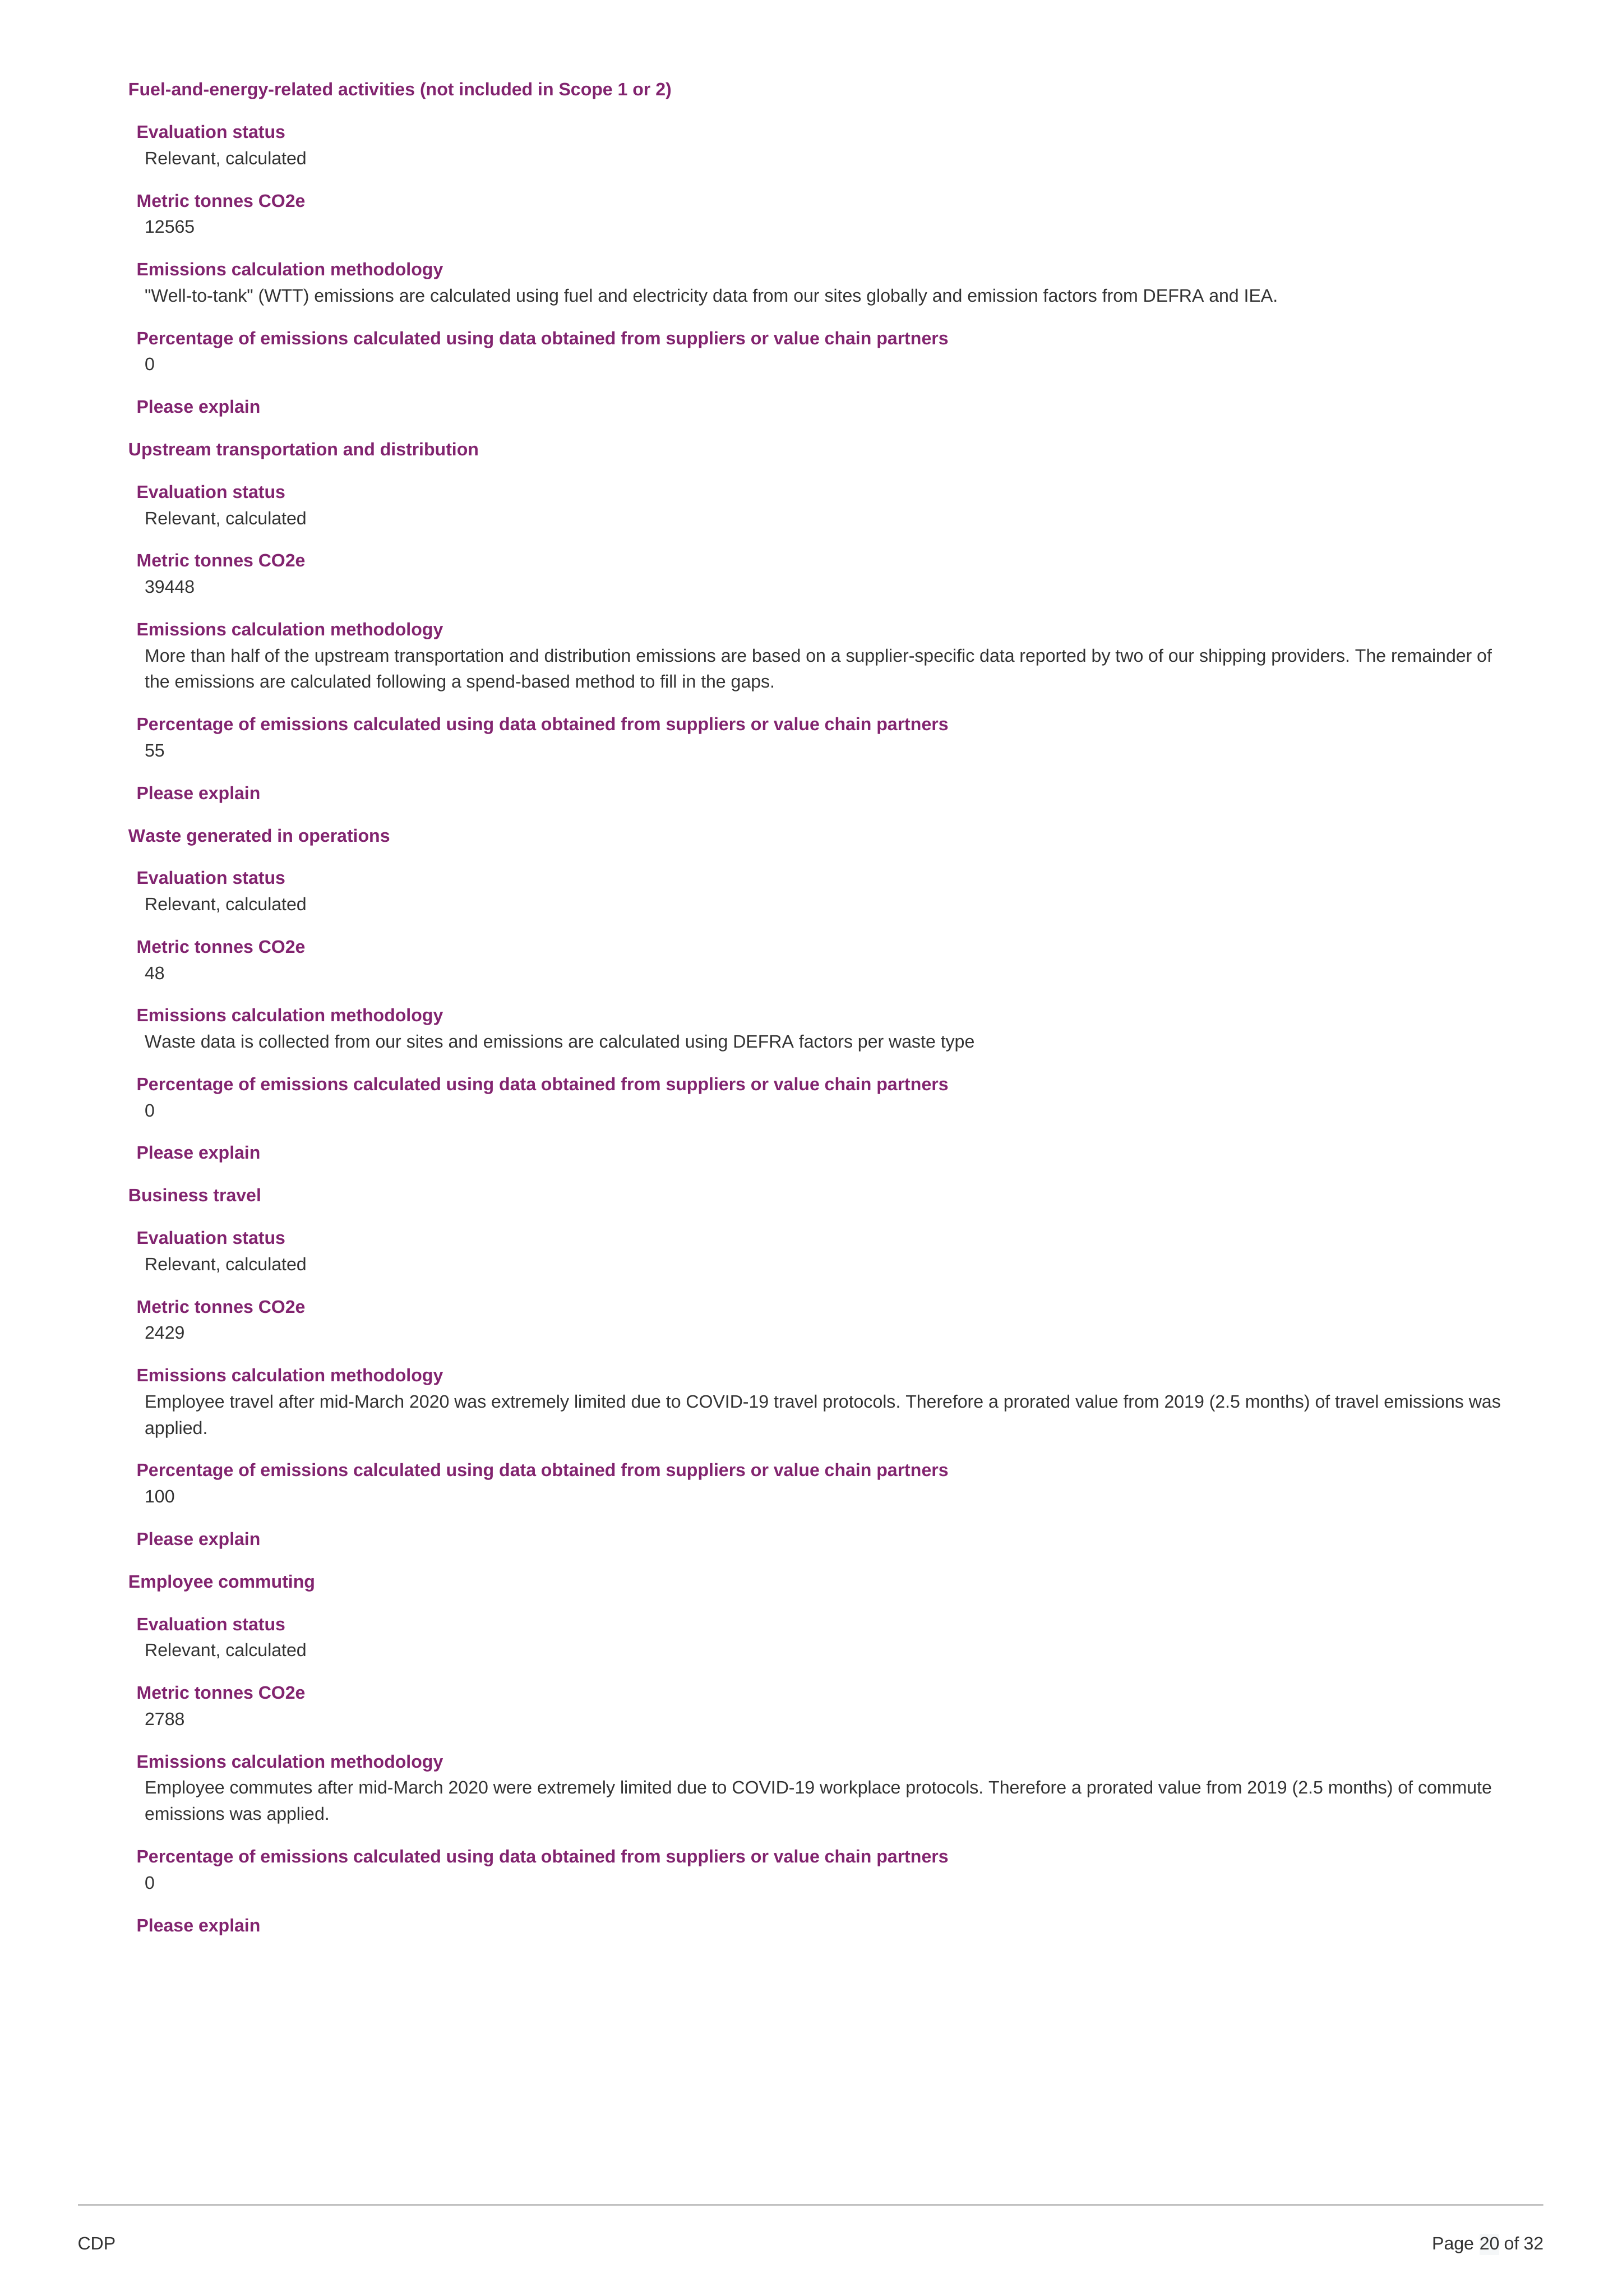 Fuel-and-energy-related activities (not included in Scope 1 or 2)
Evaluation status
Relevant, calculated
Metric tonnes CO2e
12565
Emissions calculation methodology
"Well-to-tank" (WTT) emissions are calculated using fuel and electricity data from our sites globally and emission factors from DEFRA and IEA.
Percentage of emissions calculated using data obtained from suppliers or value chain partners
0
Please explain
Upstream transportation and distribution
Evaluation status
Relevant, calculated
Metric tonnes CO2e
39448
Emissions calculation methodology
More than half of the upstream transportation and distribution emissions are based on a supplier-specific data reported by two of our shipping providers. The remainder of
the emissions are calculated following a spend-based method to fill in the gaps.
Percentage of emissions calculated using data obtained from suppliers or value chain partners
55
Please explain
Waste generated in operations
Evaluation status
Relevant, calculated
Metric tonnes CO2e
48
Emissions calculation methodology
Waste data is collected from our sites and emissions are calculated using DEFRA factors per waste type
Percentage of emissions calculated using data obtained from suppliers or value chain partners
0
Please explain
Business travel
Evaluation status
Relevant, calculated
Metric tonnes CO2e
2429
Emissions calculation methodology
Employee travel after mid-March 2020 was extremely limited due to COVID-19 travel protocols. Therefore a prorated value from 2019 (2.5 months) of travel emissions was
applied.
Percentage of emissions calculated using data obtained from suppliers or value chain partners
100
Please explain
Employee commuting
Evaluation status
Relevant, calculated
Metric tonnes CO2e
2788
Emissions calculation methodology
Employee commutes after mid-March 2020 were extremely limited due to COVID-19 workplace protocols. Therefore a prorated value from 2019 (2.5 months) of commute
emissions was applied.
Percentage of emissions calculated using data obtained from suppliers or value chain partners
0
Please explain
CDP
Page 20 of 32